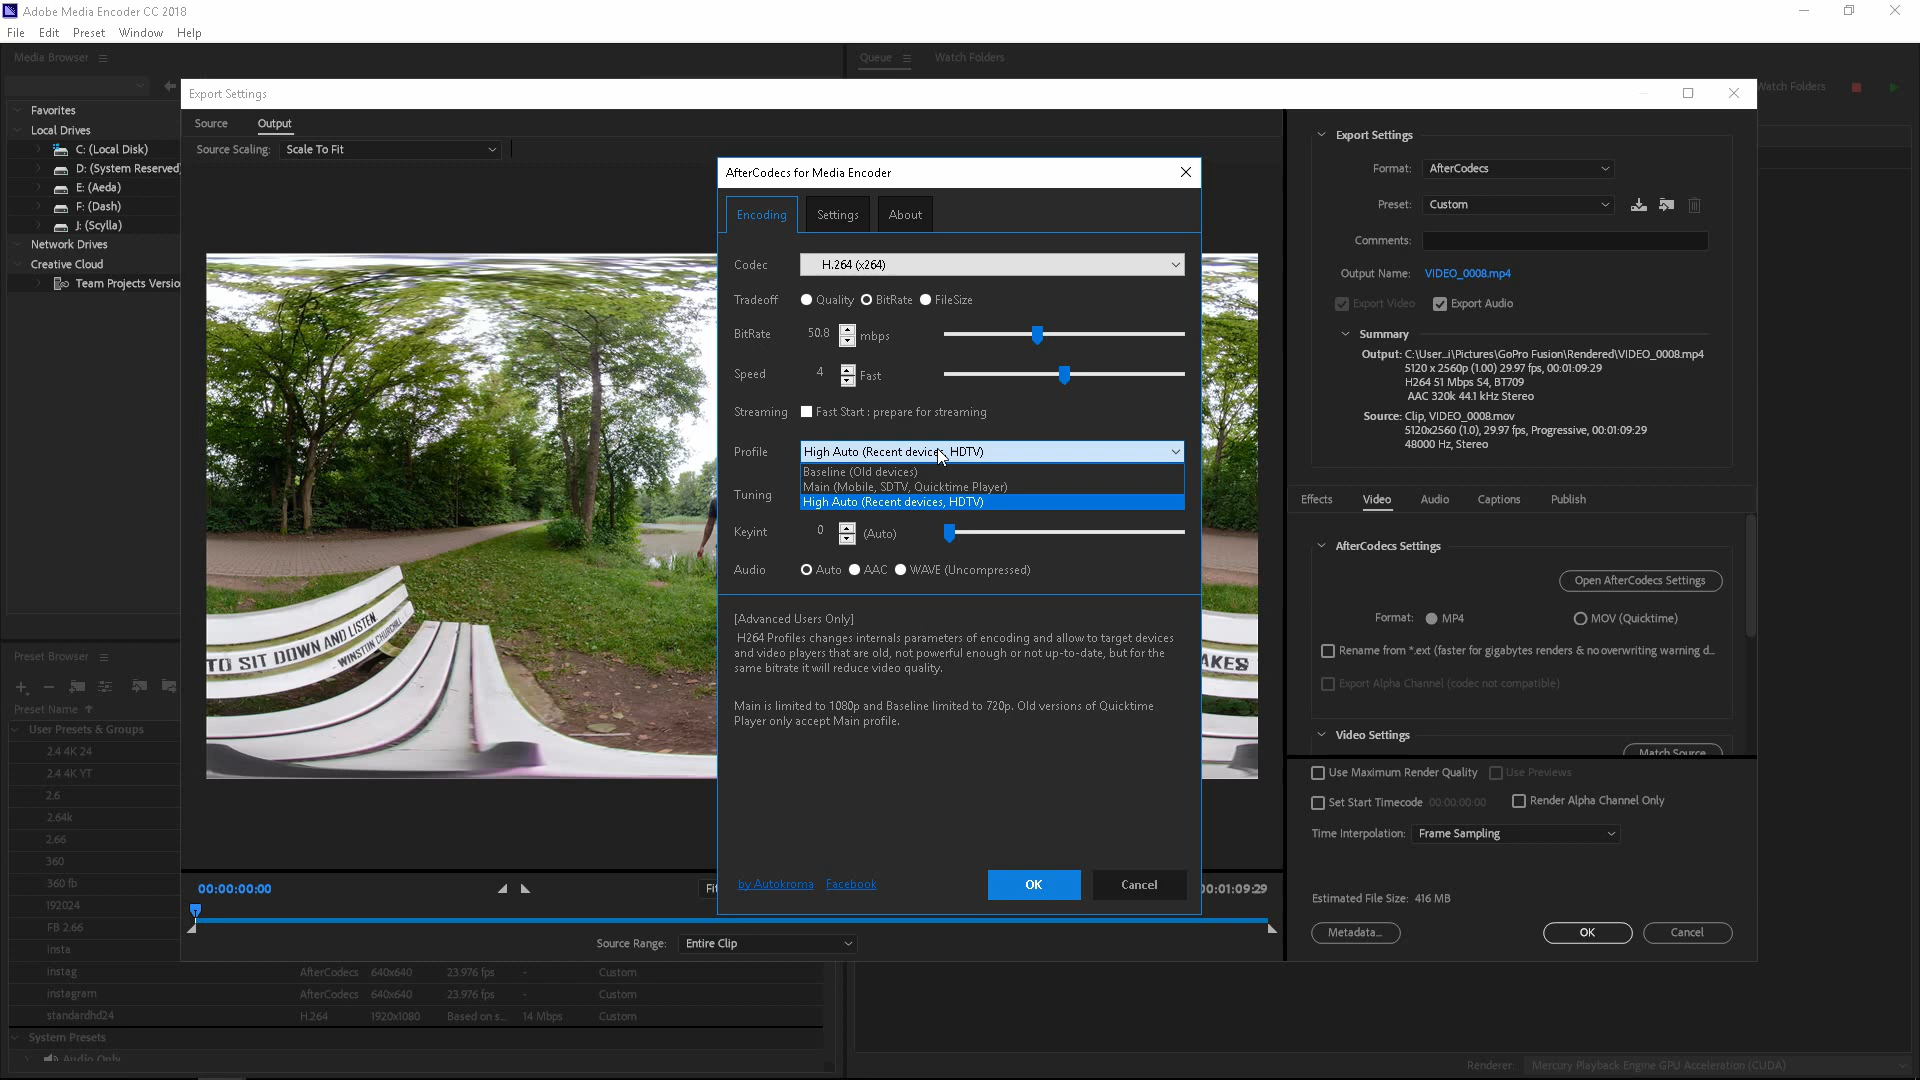 Adobe Media Encoder CC 2018
File Edit Preset Window Help
Media Browser
Queue Watch Folders
Watch Folders
Export Settings
Favorites
Local Drives
C: (Local Disk)
D: (System Reserved)
E: (Aeda)
F: (Dash)
J: (Scylla)
Network Drives
Creative Cloud
Team Projects Versio
Source Output
Source Scaling: Scale To Fit
TO SIT DOWN AND LISTEN
WINSTON CHURCHILL
AKES
AfterCodecs for Media Encoder
Encoding Settings About
Codec H.264 (x264)
Tradeoff Quality BitRate FileSize
BitRate 50.8 mbps
Speed 4 Fast
Streaming Fast Start : prepare for streaming
Profile High Auto (Recent devices, HDTV)
Baseline (Old devices)
Main (Mobile, SDTV, Quicktime Player)
High Auto (Recent devices, HDTV)
Tuning
Keyint 0 (Auto)
Audio Auto AAC WAVE (Uncompressed)
[Advanced Users Only]
H264 Profiles changes internals parameters of encoding and allow to target devices
and video players that are old, not powerful enough or not up-to-date, but for the
same bitrate it will reduce video quality.
Main is limited to 1080p and Baseline limited to 720p. Old versions of Quicktime
Player only accept Main profile.
by Autokroma Facebook
OK Cancel
Export Settings
Format: AfterCodecs
Preset: Custom
Comments:
Output Name: VIDEO_0008.mp4
Export Video Export Audio
Summary
Output: C:\User...i\Pictures\GoPro Fusion\Rendered\VIDEO_0008.mp4
5120 x 2560p (1.00) 29.97 fps, 00:01:09:29
H264 51 Mbps S4, BT709
AAC 320k 44.1 kHz Stereo
Source: Clip, VIDEO_0008.mov
5120x2560 (1.0), 29.97 fps, Progressive, 00:01:09:29
48000 Hz, Stereo
Effects Video Audio Captions Publish
AfterCodecs Settings
Open AfterCodecs Settings
Format: MP4 MOV (Quicktime)
Rename from *.ext (faster for gigabytes renders & no overwriting warning d...
Export Alpha Channel (codec not compatible)
Video Settings
Match Source
Use Maximum Render Quality Use Previews
Set Start Timecode 00:00:00:00 Render Alpha Channel Only
Time Interpolation: Frame Sampling
Estimated File Size: 416 MB
Metadata... OK Cancel
00:00:00:00
Fit
00:01:09:29
Source Range: Entire Clip
Preset Browser
Preset Name
User Presets & Groups
2.4 4K 24
2.4 4K YT
2.6
2.64k
2.66
360
360 fb
192024
FB 2.66
insta
instag AfterCodecs 640x640 23.976 fps - Custom
instagram AfterCodecs 640x640 23.976 fps - Custom
standardhd24 H.264 1920x1080 Based on s... 14 Mbps Custom
System Presets
Audio Only
Renderer: Mercury Playback Engine GPU Acceleration (CUDA)